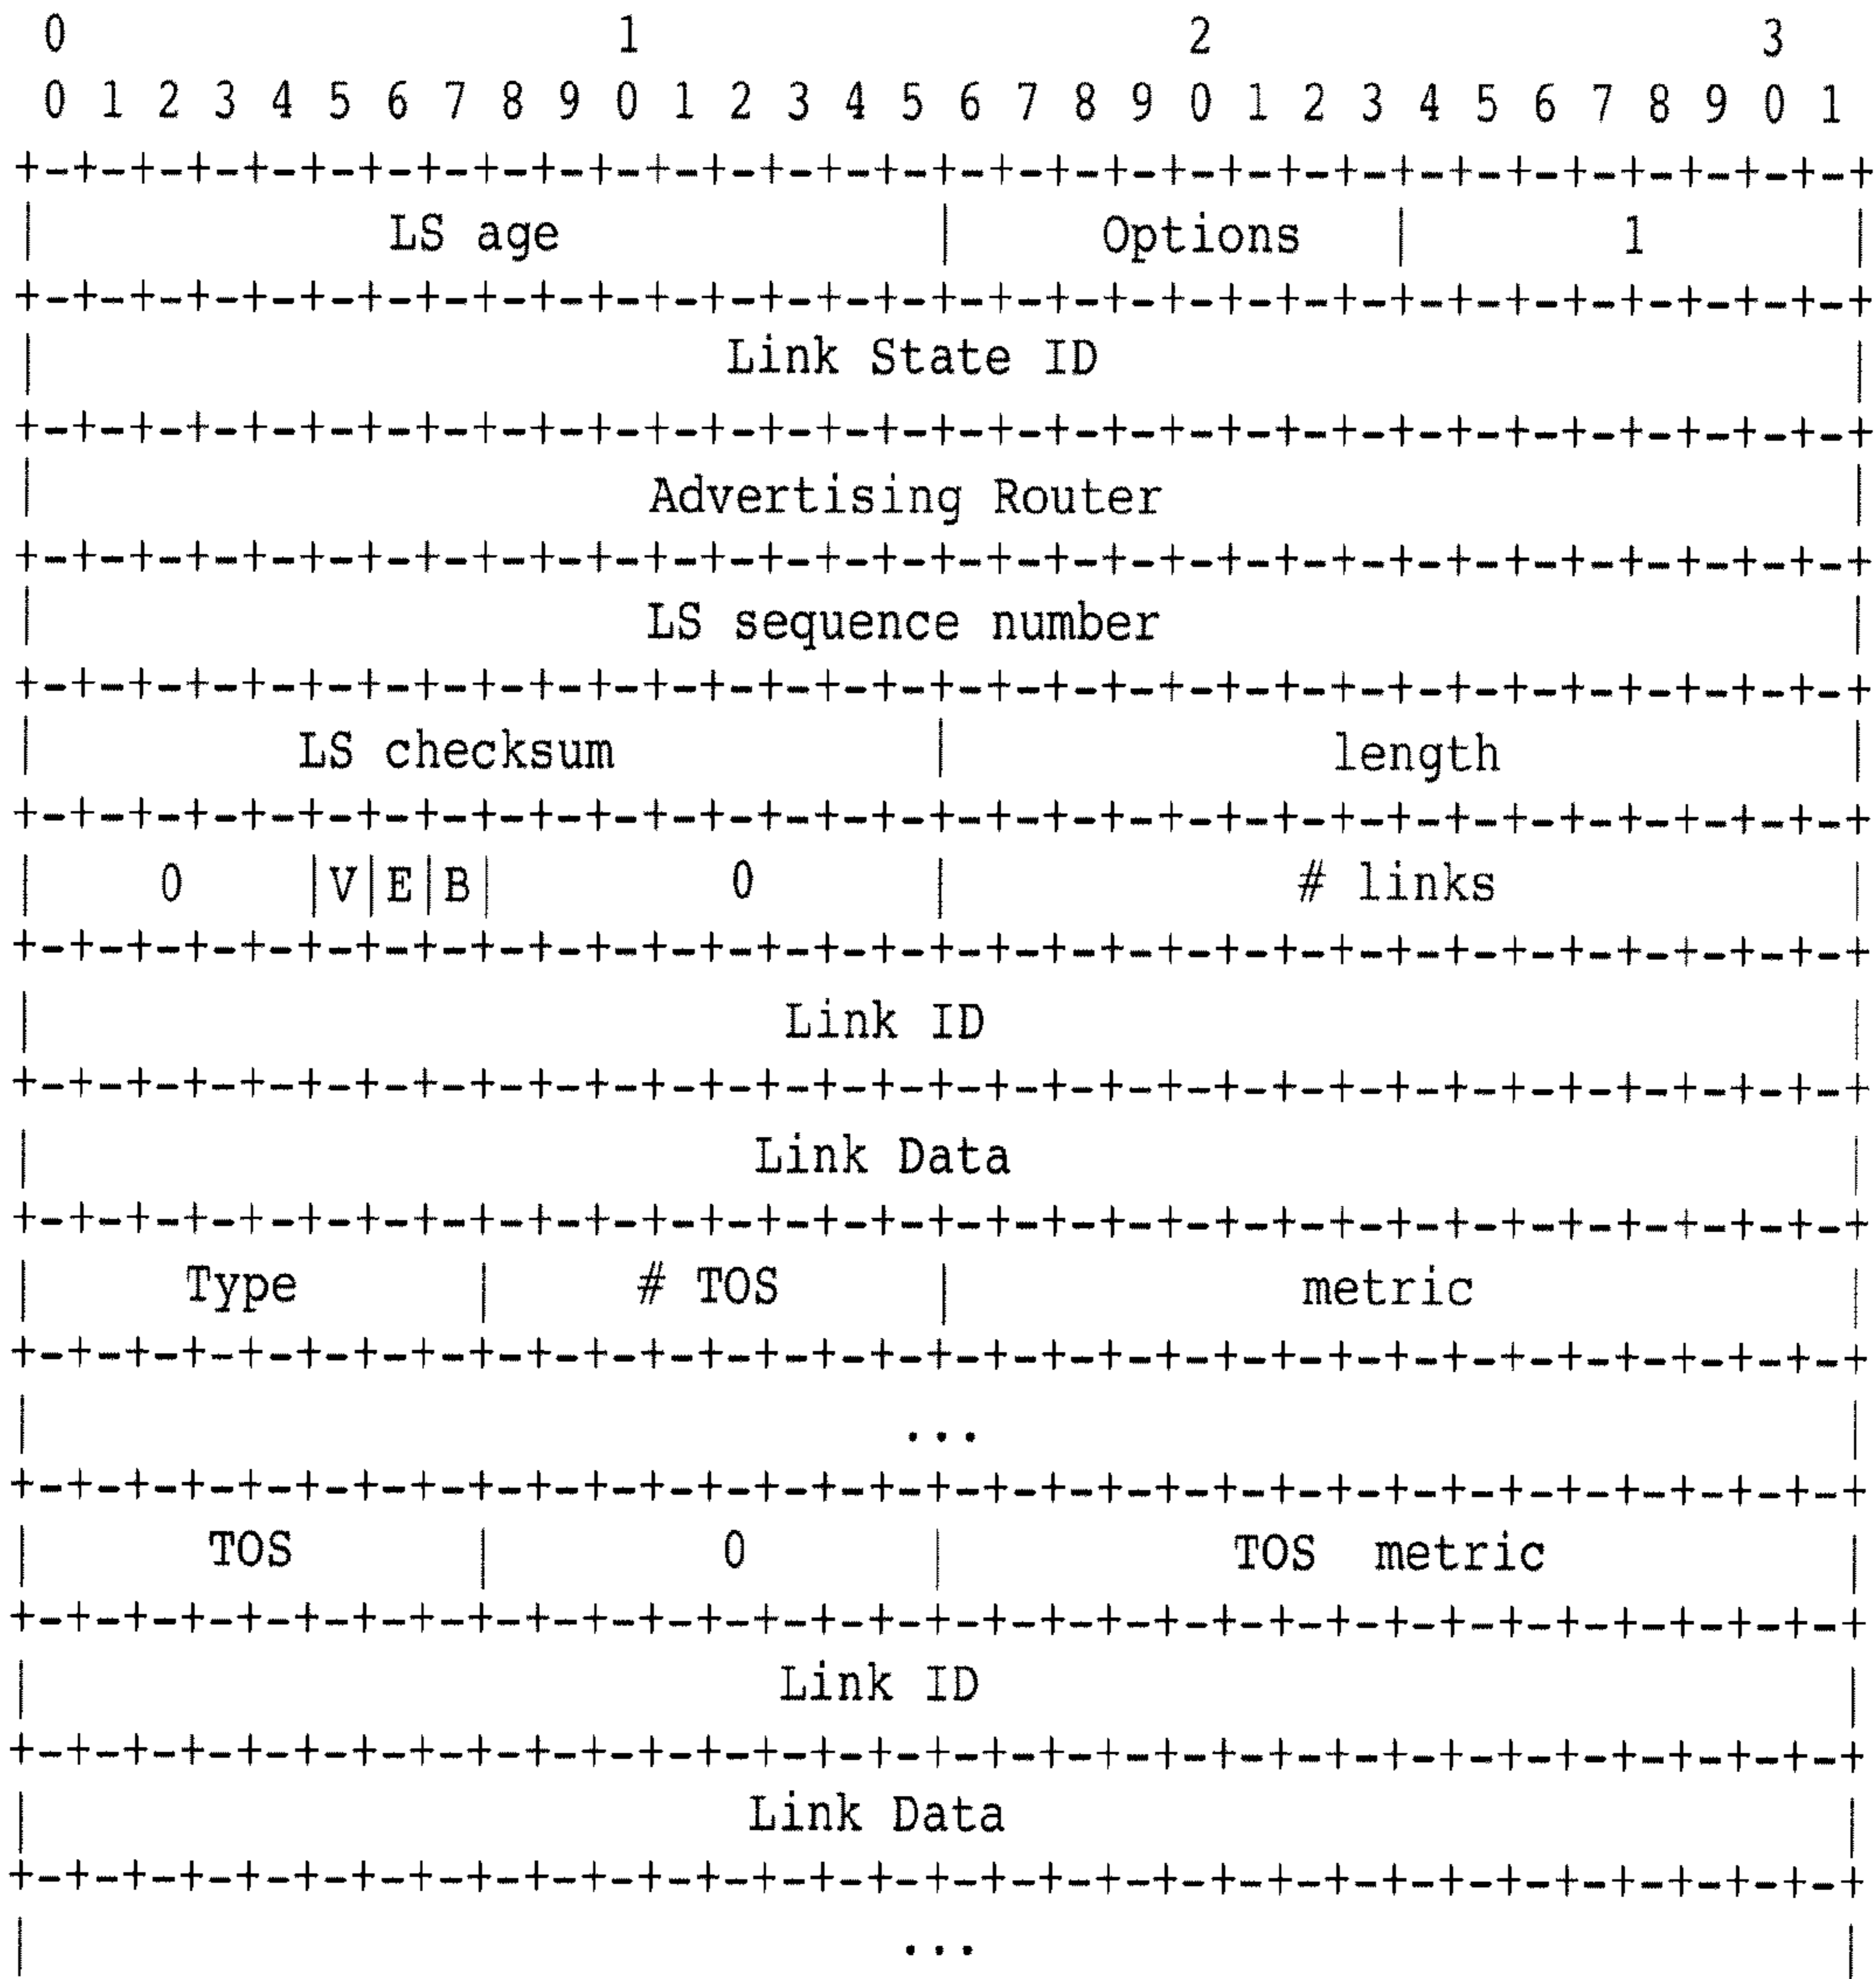 0                   1                   2                   3
 0 1 2 3 4 5 6 7 8 9 0 1 2 3 4 5 6 7 8 9 0 1 2 3 4 5 6 7 8 9 0 1
+-+-+-+-+-+-+-+-+-+-+-+-+-+-+-+-+-+-+-+-+-+-+-+-+-+-+-+-+-+-+-+-+
|            LS age             |     Options   |       1       |
+-+-+-+-+-+-+-+-+-+-+-+-+-+-+-+-+-+-+-+-+-+-+-+-+-+-+-+-+-+-+-+-+
|                        Link State ID                          |
+-+-+-+-+-+-+-+-+-+-+-+-+-+-+-+-+-+-+-+-+-+-+-+-+-+-+-+-+-+-+-+-+
|                     Advertising Router                        |
+-+-+-+-+-+-+-+-+-+-+-+-+-+-+-+-+-+-+-+-+-+-+-+-+-+-+-+-+-+-+-+-+
|                     LS sequence number                        |
+-+-+-+-+-+-+-+-+-+-+-+-+-+-+-+-+-+-+-+-+-+-+-+-+-+-+-+-+-+-+-+-+
|         LS checksum           |             length            |
+-+-+-+-+-+-+-+-+-+-+-+-+-+-+-+-+-+-+-+-+-+-+-+-+-+-+-+-+-+-+-+-+
|    0    |V|E|B|        0      |            # links            |
+-+-+-+-+-+-+-+-+-+-+-+-+-+-+-+-+-+-+-+-+-+-+-+-+-+-+-+-+-+-+-+-+
|                          Link ID                              |
+-+-+-+-+-+-+-+-+-+-+-+-+-+-+-+-+-+-+-+-+-+-+-+-+-+-+-+-+-+-+-+-+
|                         Link Data                             |
+-+-+-+-+-+-+-+-+-+-+-+-+-+-+-+-+-+-+-+-+-+-+-+-+-+-+-+-+-+-+-+-+
|     Type      |     # TOS     |            metric             |
+-+-+-+-+-+-+-+-+-+-+-+-+-+-+-+-+-+-+-+-+-+-+-+-+-+-+-+-+-+-+-+-+
|                              ...                              |
+-+-+-+-+-+-+-+-+-+-+-+-+-+-+-+-+-+-+-+-+-+-+-+-+-+-+-+-+-+-+-+-+
|      TOS      |        0      |          TOS  metric          |
+-+-+-+-+-+-+-+-+-+-+-+-+-+-+-+-+-+-+-+-+-+-+-+-+-+-+-+-+-+-+-+-+
|                          Link ID                              |
+-+-+-+-+-+-+-+-+-+-+-+-+-+-+-+-+-+-+-+-+-+-+-+-+-+-+-+-+-+-+-+-+
|                         Link Data                             |
+-+-+-+-+-+-+-+-+-+-+-+-+-+-+-+-+-+-+-+-+-+-+-+-+-+-+-+-+-+-+-+-+
|                              ...                              |